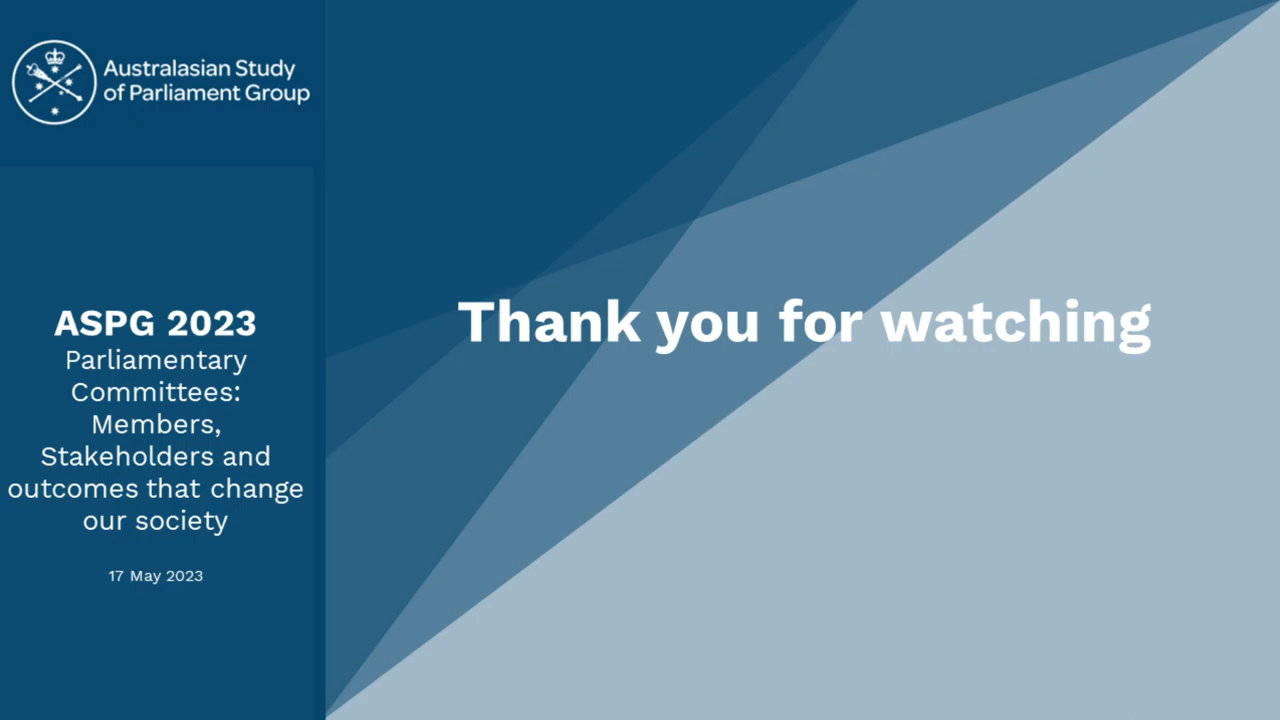 Australasian Study
of Parliament Group
ASPG 2023
Parliamentary
Committees:
Members,
Stakeholders and
outcomes that change
our society
17 May 2023
Thank you for watching